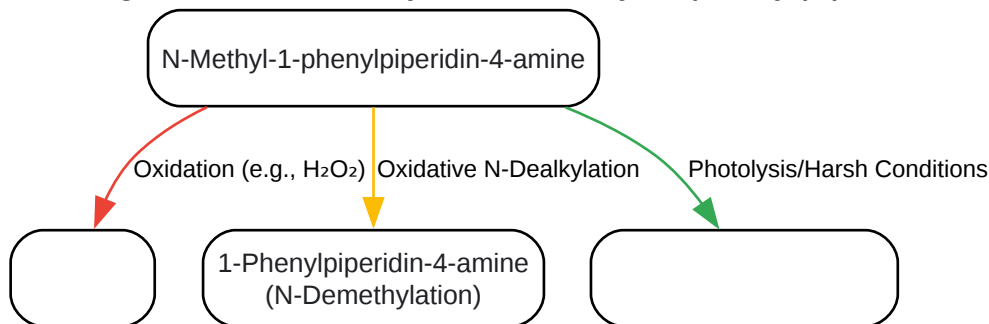 N-Methyl-1-phenylpiperidin-4-amine
Oxidation (e.g., H₂O₂)
Oxidative N-Dealkylation
Photolysis/Harsh Conditions
1-Phenylpiperidin-4-amine
(N-Demethylation)